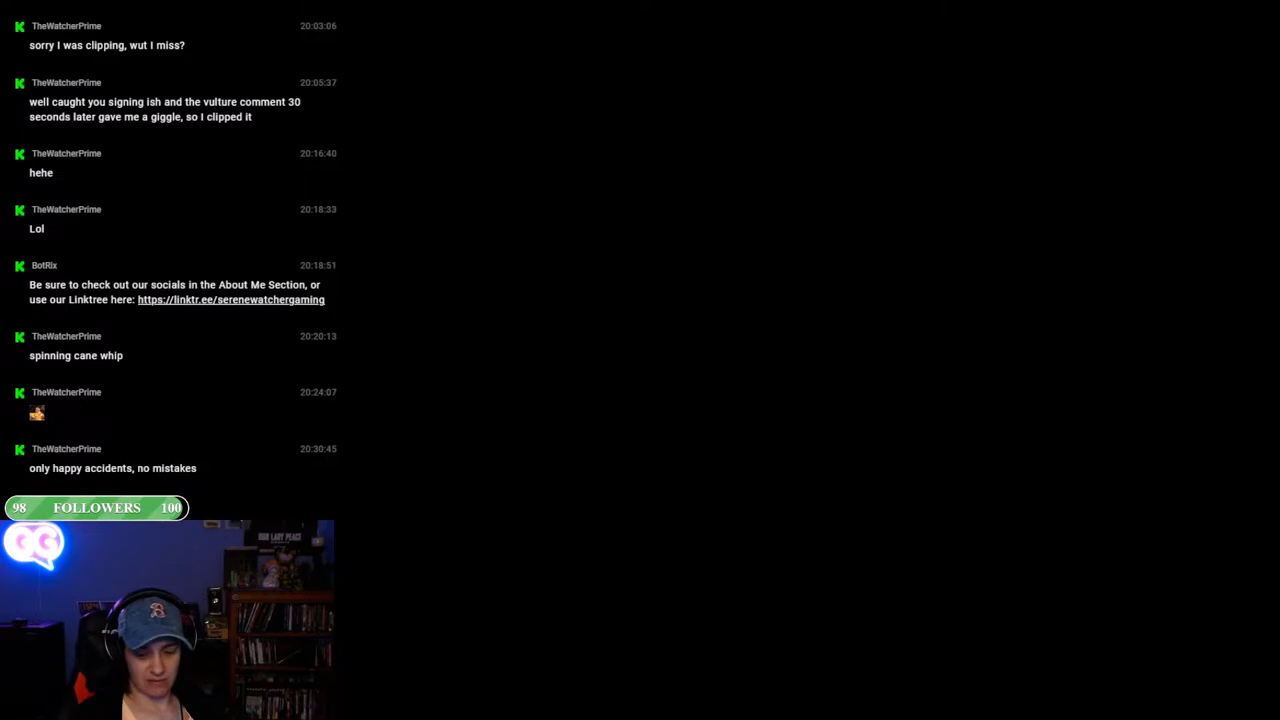 TheWatcherPrime 20:03:06
sorry I was clipping, wut I miss?
TheWatcherPrime 20:05:37
well caught you signing ish and the vulture comment 30
seconds later gave me a giggle, so I clipped it
TheWatcherPrime 20:16:40
hehe
TheWatcherPrime 20:18:33
Lol
BotRix 20:18:51
Be sure to check out our socials in the About Me Section, or
use our Linktree here: https://linktr.ee/serenewatchergaming
TheWatcherPrime 20:20:13
spinning cane whip
TheWatcherPrime 20:24:07
TheWatcherPrime 20:30:45
only happy accidents, no mistakes
98 FOLLOWERS 100
GG
OUR LADY PEACE
B